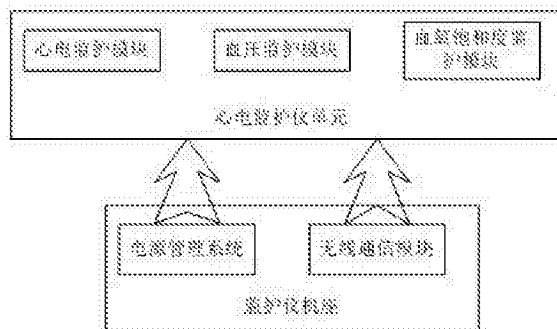 心电监护模块
血压监护模块
血氧饱和度监
护模块
心电监护仪单元
电源管理系统
无线通信模块
监护仪机座